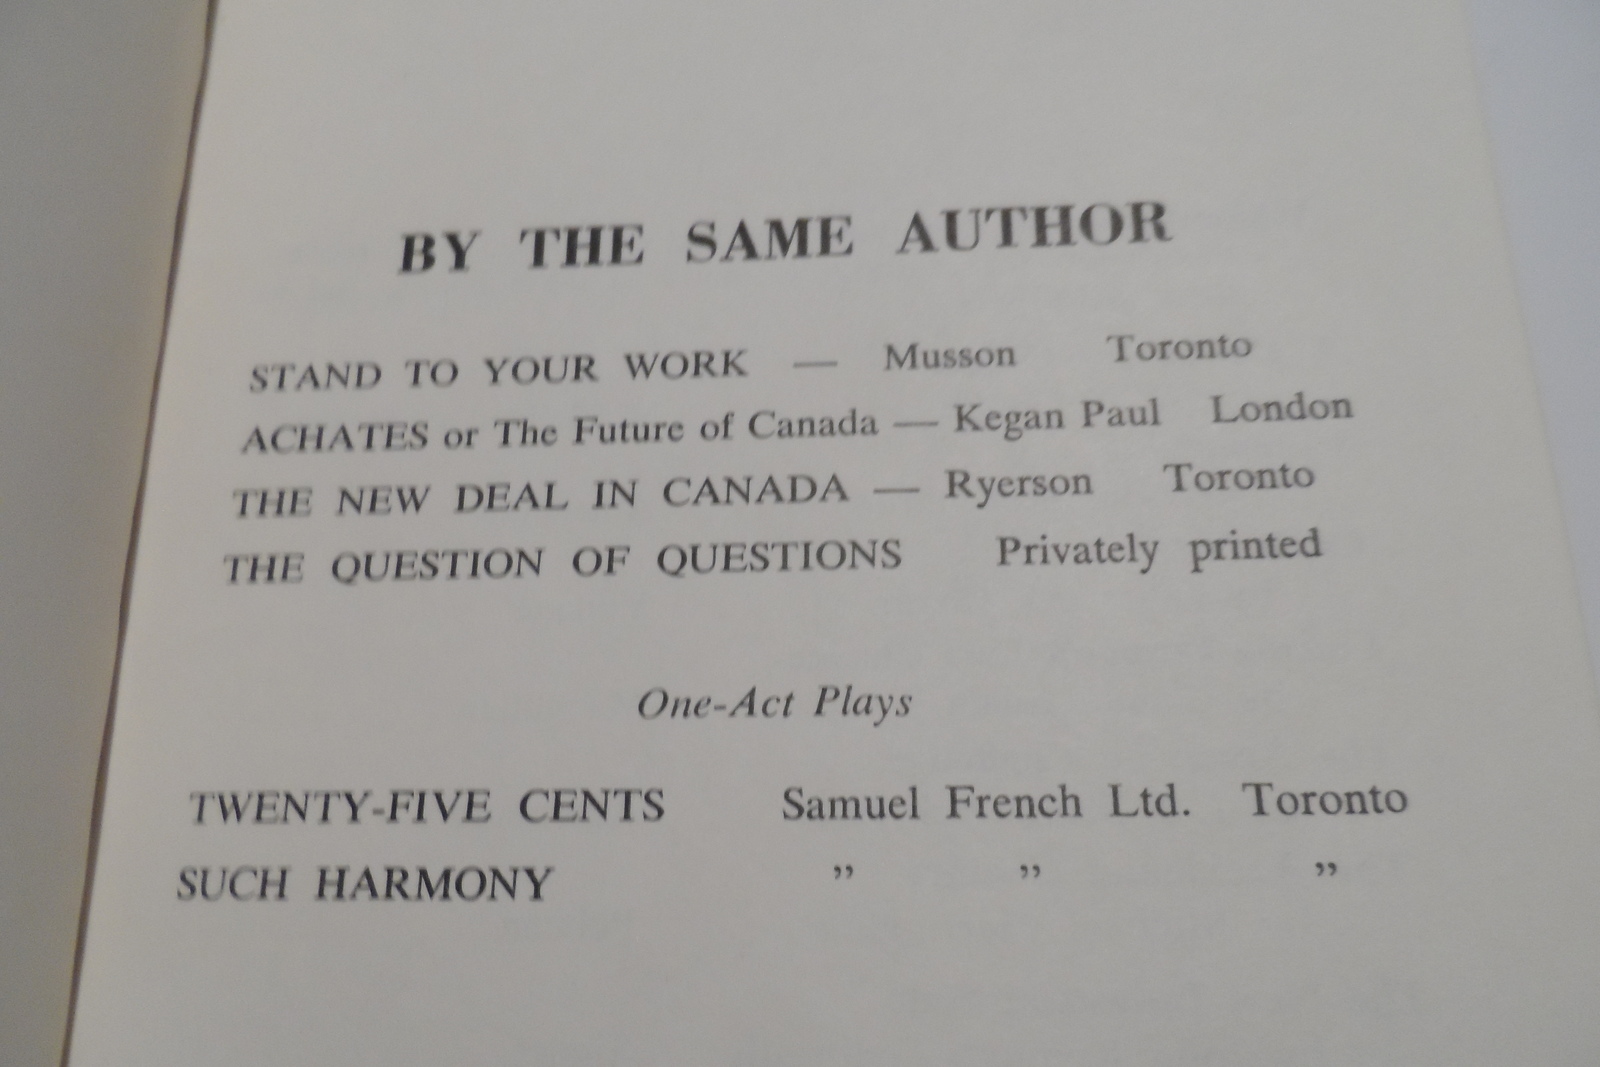 BY THE SAME AUTHOR
STAND TO YOUR WORK — Musson Toronto
ACHATES or The Future of Canada — Kegan Paul London
THE NEW DEAL IN CANADA — Ryerson Toronto
THE QUESTION OF QUESTIONS Privately printed
One-Act Plays
TWENTY-FIVE CENTS Samuel French Ltd. Toronto
SUCH HARMONY ” ” ”